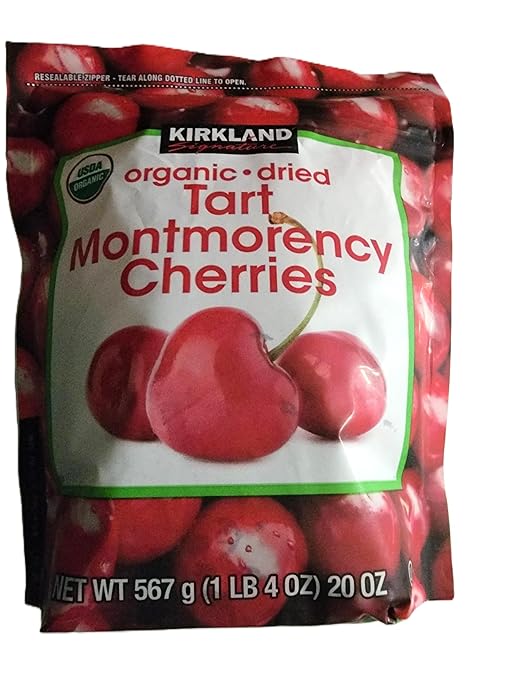 RESEALABLE ZIPPER - TEAR ALONG DOTTED LINE TO OPEN.
KIRKLAND
Signature
USDA
ORGANIC
organic • dried
Tart
Montmorency
Cherries
NET WT 567 g (1 LB 4 OZ) 20 OZ